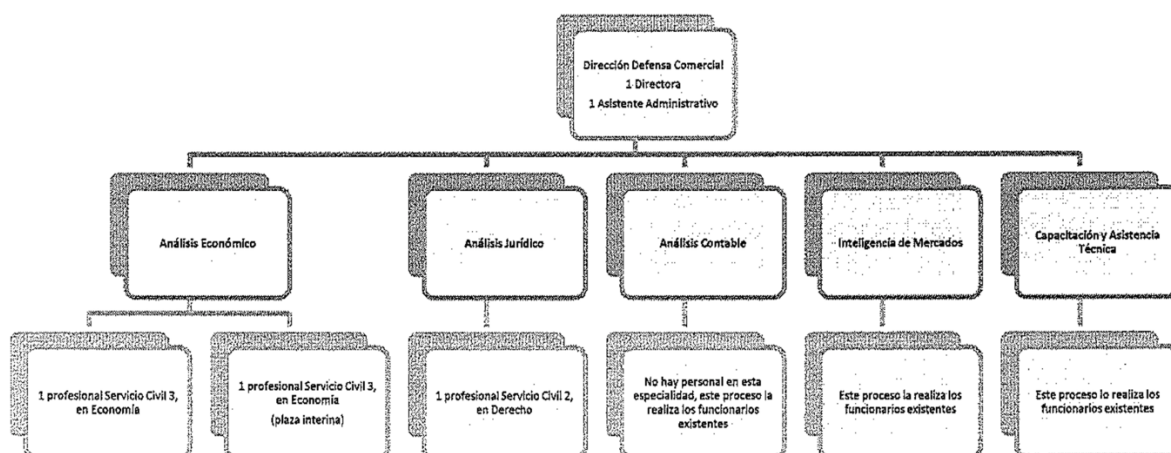 Dirección Defensa Comercial
1 Directora
1 Asistente Administrativo
Análisis Económico
Análisis Jurídico
Análisis Contable
Inteligencia de Mercados
Capacitación y Asistencia
Técnica
1 profesional Servicio Civil 3,
en Economía
1 profesional Servicio Civil 3,
en Economía
(plaza interina)
1 profesional Servicio Civil 2,
en Derecho
No hay personal en esta
especialidad, este proceso la
realiza los funcionarios
existentes
Este proceso la realiza los
funcionarios existentes
Este proceso lo realiza los
funcionarios existentes